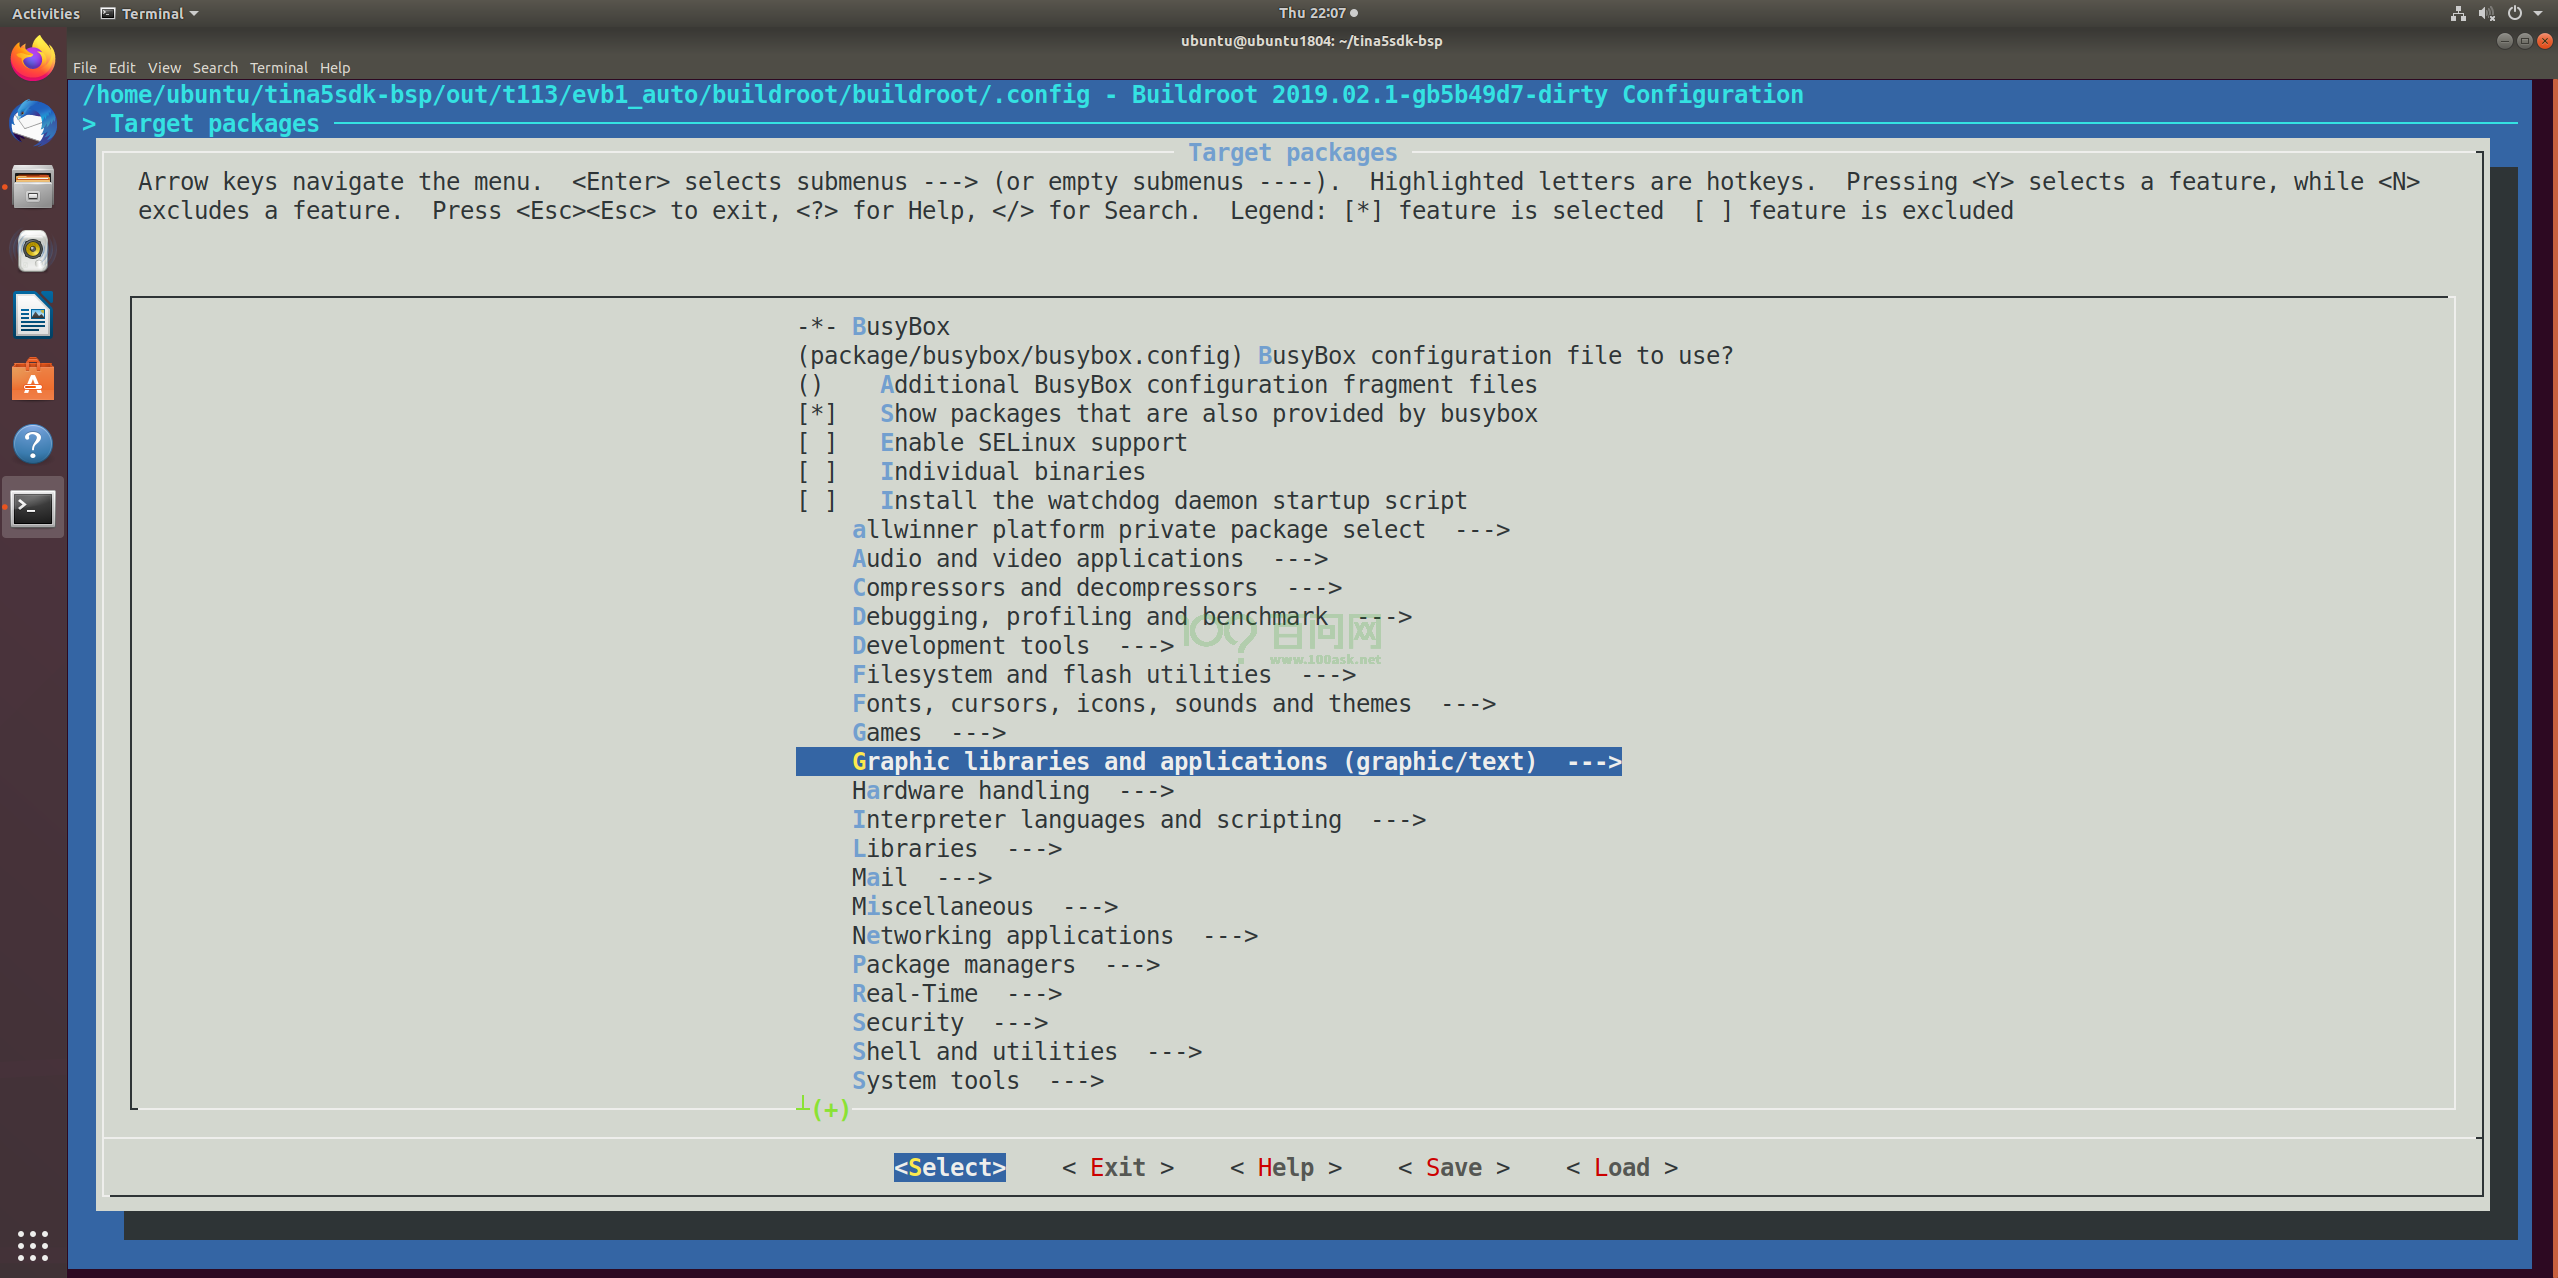 Activities Terminal Thu 22:07
ubuntu@ubuntu1804: ~/tina5sdk-bsp
File Edit View Search Terminal Help
/home/ubuntu/tina5sdk-bsp/out/t113/evb1_auto/buildroot/buildroot/.config - Buildroot 2019.02.1-gb5b49d7-dirty Configuration
> Target packages
Target packages
Arrow keys navigate the menu. <Enter> selects submenus ---> (or empty submenus ----). Highlighted letters are hotkeys. Pressing <Y> selects a feature, while <N>
excludes a feature. Press <Esc><Esc> to exit, <?> for Help, </> for Search. Legend: [*] feature is selected [ ] feature is excluded
-*- BusyBox
(package/busybox/busybox.config) BusyBox configuration file to use?
() Additional BusyBox configuration fragment files
[*] Show packages that are also provided by busybox
[ ] Enable SELinux support
[ ] Individual binaries
[ ] Install the watchdog daemon startup script
allwinner platform private package select --->
Audio and video applications --->
Compressors and decompressors --->
Debugging, profiling and benchmark --->
Development tools --->
百问网
www.100ask.net
Filesystem and flash utilities --->
Fonts, cursors, icons, sounds and themes --->
Games --->
Graphic libraries and applications (graphic/text) --->
Hardware handling --->
Interpreter languages and scripting --->
Libraries --->
Mail --->
Miscellaneous --->
Networking applications --->
Package managers --->
Real-Time --->
Security --->
Shell and utilities --->
System tools --->
┴(+)
<Select> < Exit > < Help > < Save > < Load >